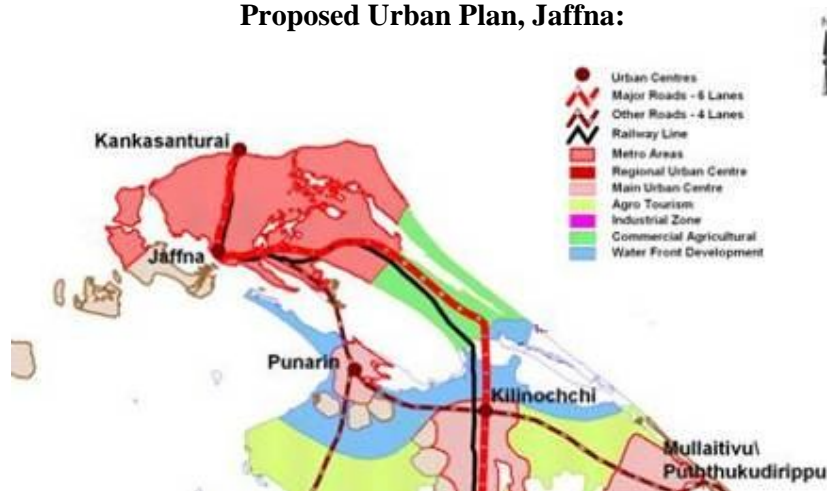 Proposed Urban Plan, Jaffna:
N
Urban Centres
Major Roads - 6 Lanes
Other Roads - 4 Lanes
Railway Line
Metro Areas
Regional Urban Centre
Main Urban Centre
Agro Tourism
Industrial Zone
Commercial Agricultural
Water Front Development
Kankasanturai
Jaffna
Punarin
Kilinochchi
Mullaitivu\
Puththukudirippu